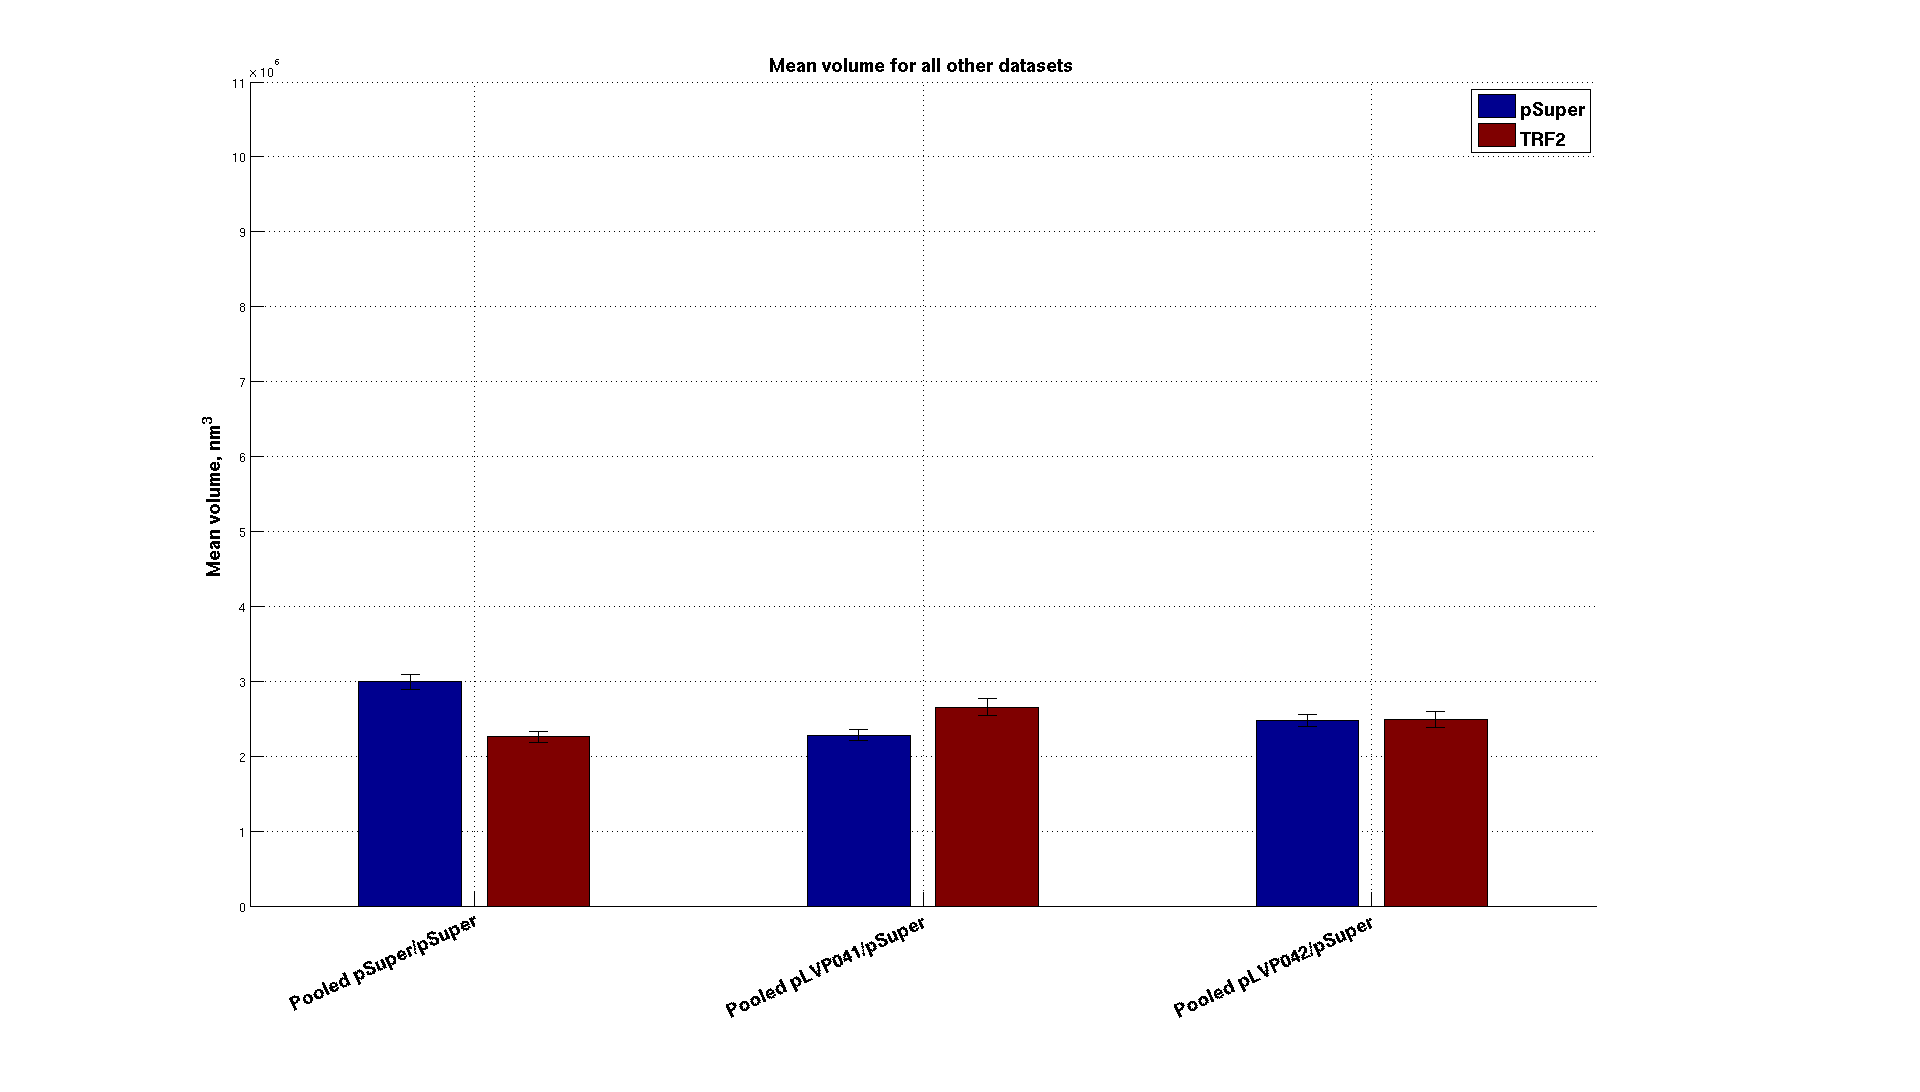 Mean volume for all other datasets
×10⁶
11
10
9
8
7
6
5
4
3
2
1
0
Mean volume, nm³
pSuper
TRF2
Pooled pSuper/pSuper
Pooled pLVP041/pSuper
Pooled pLVP042/pSuper